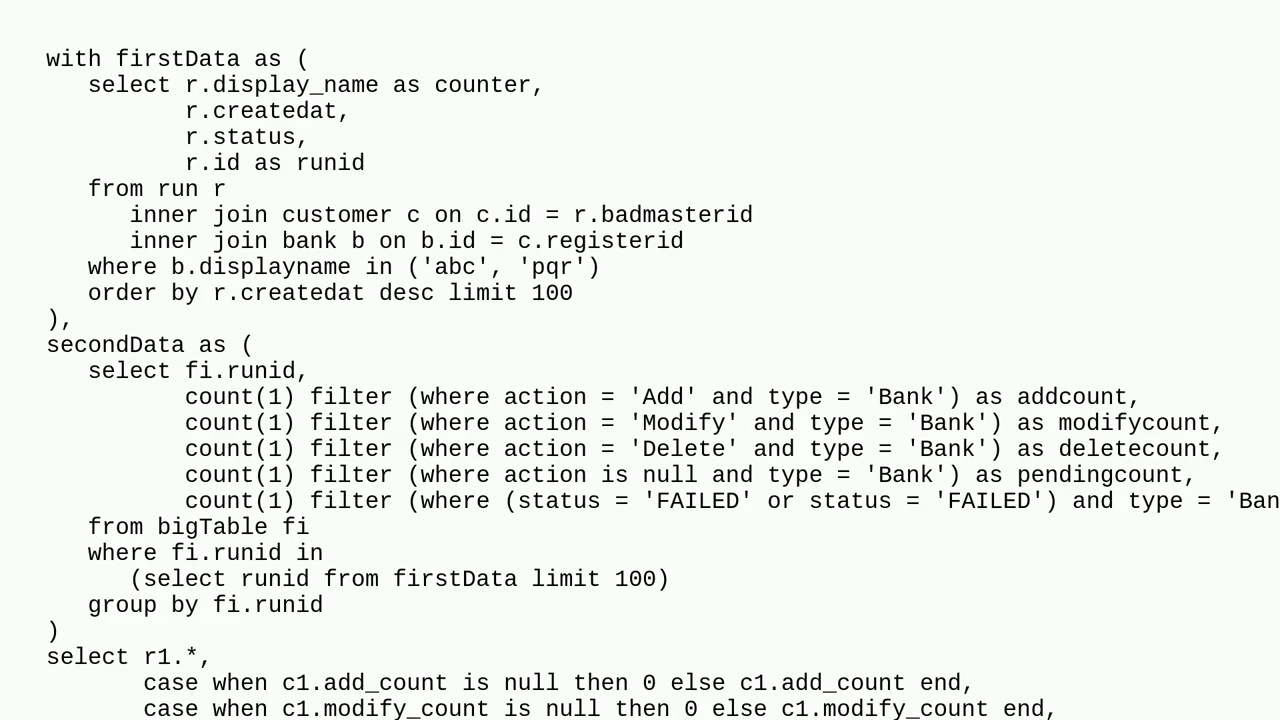 with firstData as (
   select r.display_name as counter,
          r.createdat,
          r.status,
          r.id as runid
   from run r
      inner join customer c on c.id = r.badmasterid
      inner join bank b on b.id = c.registerid
   where b.displayname in ('abc', 'pqr')
   order by r.createdat desc limit 100
),
secondData as (
   select fi.runid,
          count(1) filter (where action = 'Add' and type = 'Bank') as addcount,
          count(1) filter (where action = 'Modify' and type = 'Bank') as modifycount,
          count(1) filter (where action = 'Delete' and type = 'Bank') as deletecount,
          count(1) filter (where action is null and type = 'Bank') as pendingcount,
          count(1) filter (where (status = 'FAILED' or status = 'FAILED') and type = 'Ban
   from bigTable fi
   where fi.runid in
      (select runid from firstData limit 100)
   group by fi.runid
)
select r1.*,
       case when c1.add_count is null then 0 else c1.add_count end,
       case when c1.modify_count is null then 0 else c1.modify_count end,